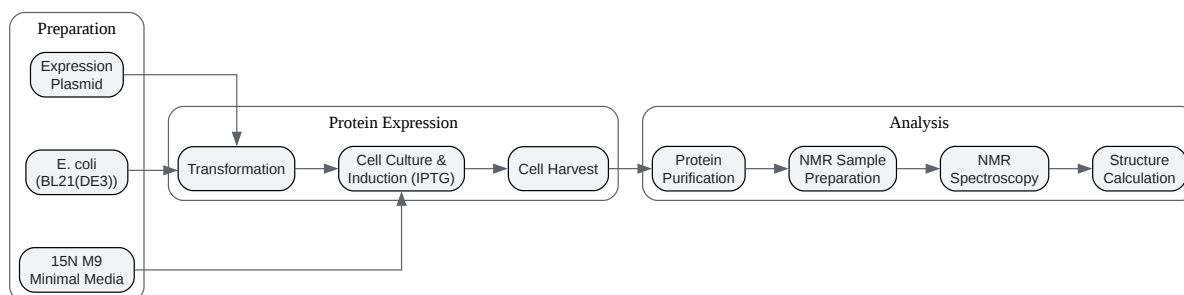 Preparation
Expression
Plasmid
E. coli
(BL21(DE3))
15N M9
Minimal Media
Protein Expression
Transformation
Cell Culture &
Induction (IPTG)
Cell Harvest
Analysis
Protein
Purification
NMR Sample
Preparation
NMR
Spectroscopy
Structure
Calculation